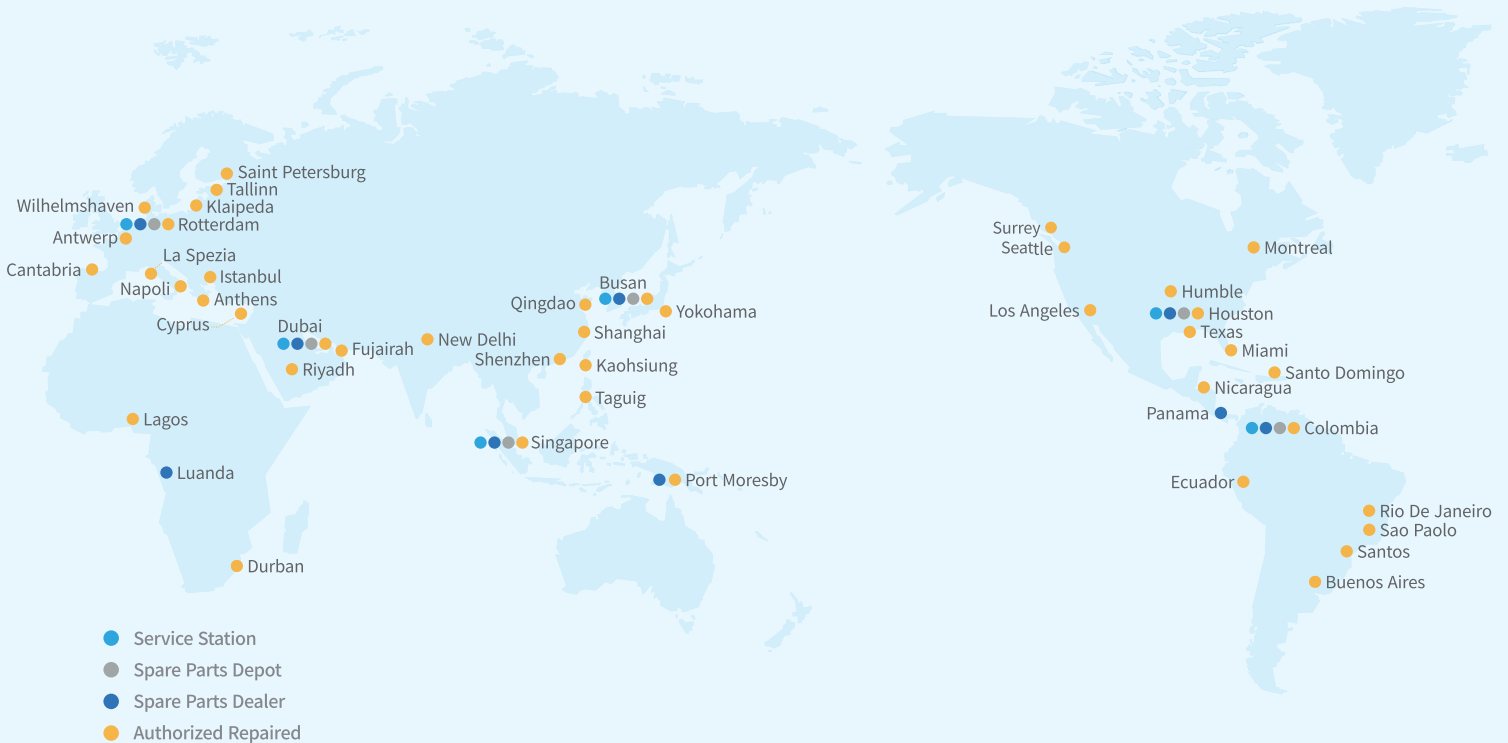 Saint Petersburg
Tallinn
Wilhelmshaven
Klaipeda
Rotterdam
Antwerp
La Spezia
Cantabria
Istanbul
Napoli
Anthens
Cyprus
Dubai
Fujairah
Riyadh
New Delhi
Busan
Qingdao
Yokohama
Shanghai
Shenzhen
Kaohsiung
Taguig
Lagos
Singapore
Luanda
Port Moresby
Durban
Surrey
Seattle
Montreal
Humble
Los Angeles
Houston
Texas
Miami
Santo Domingo
Nicaragua
Panama
Colombia
Ecuador
Rio De Janeiro
Sao Paolo
Santos
Buenos Aires
Service Station
Spare Parts Depot
Spare Parts Dealer
Authorized Repaired